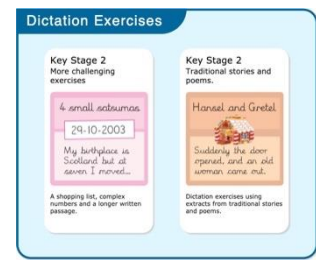 Dictation Exercises
Key Stage 2
More challenging
exercises
4 small satsumas
29-10-2003
My birthplace is
Scotland but at
seven I moved...
A shopping list, complex
numbers and a longer written
passage.
Key Stage 2
Traditional stories and
poems.
Hansel and Gretel
Suddenly the door
opened, and an old
woman came out.
Dictation exercises using
extracts from traditional stories
and poems.